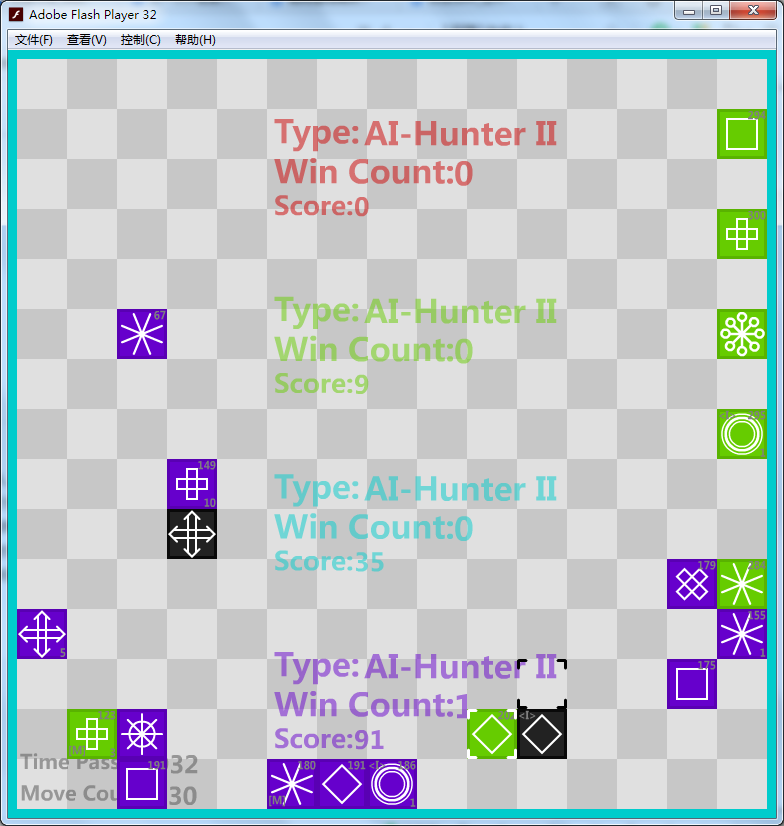 Adobe Flash Player 32
文件(F) 查看(V) 控制(C) 帮助(H)
Type: AI-Hunter II
Win Count:0
Score:0
Type: AI-Hunter II
Win Count:0
Score:9
67
Type: AI-Hunter II
Win Count:0
Score:35
149
10
179
155
1
5
Type: AI-Hunter II
Win Count:1
Score:91
175
[M]
<I>
Time Pass 32
Move Cou 30
191
180
[M]
191
<I> 186
1